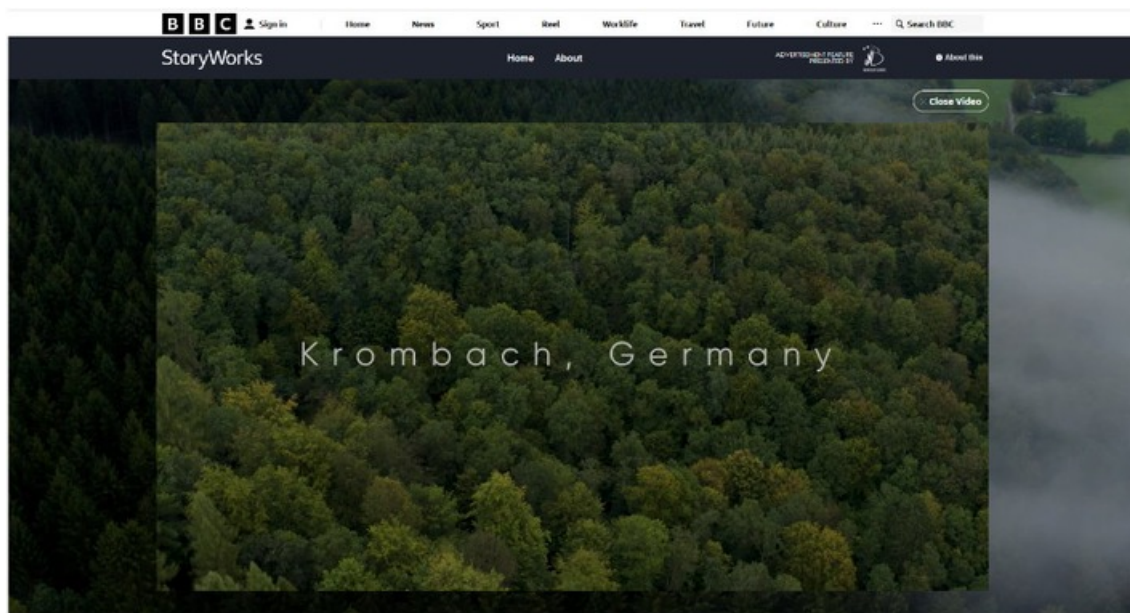 BBC Sign in Home News Sport Reel Worklife Travel Future Culture ... Search BBC
StoryWorks Home About ADVERTISEMENT FEATURE PRESENTED BY About this
Close Video
Krombach, Germany